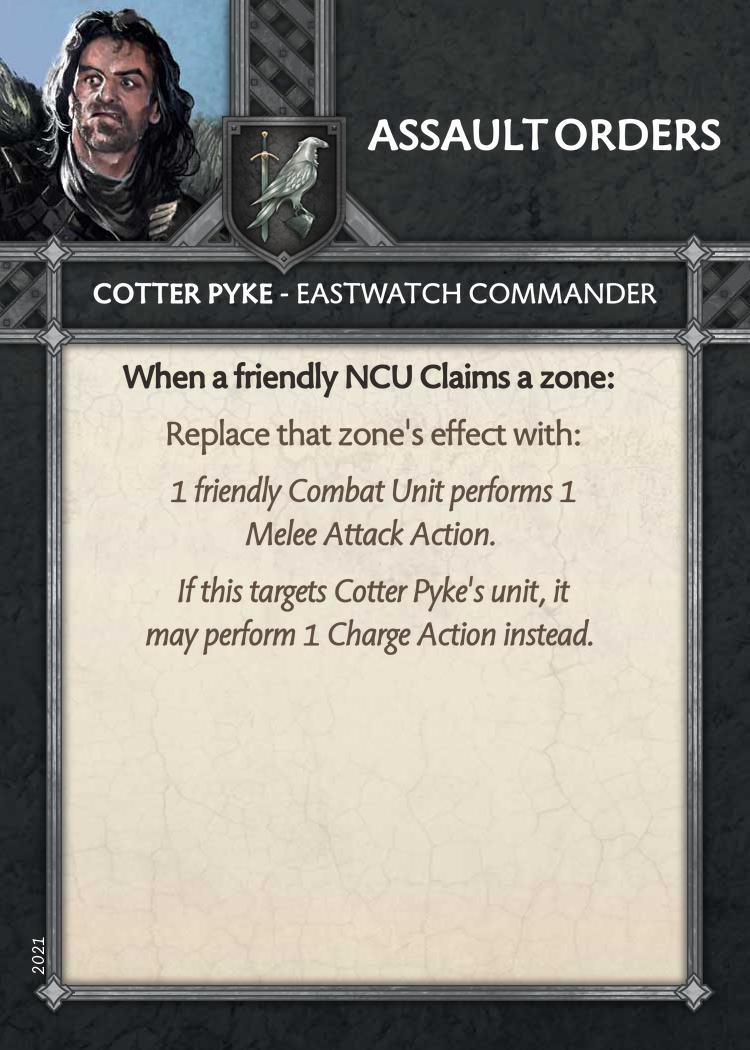 ASSAULT ORDERS
COTTER PYKE - EASTWATCH COMMANDER
When a friendly NCU Claims a zone:
Replace that zone's effect with:
1 friendly Combat Unit performs 1
Melee Attack Action.
If this targets Cotter Pyke's unit, it
may perform 1 Charge Action instead.
2021